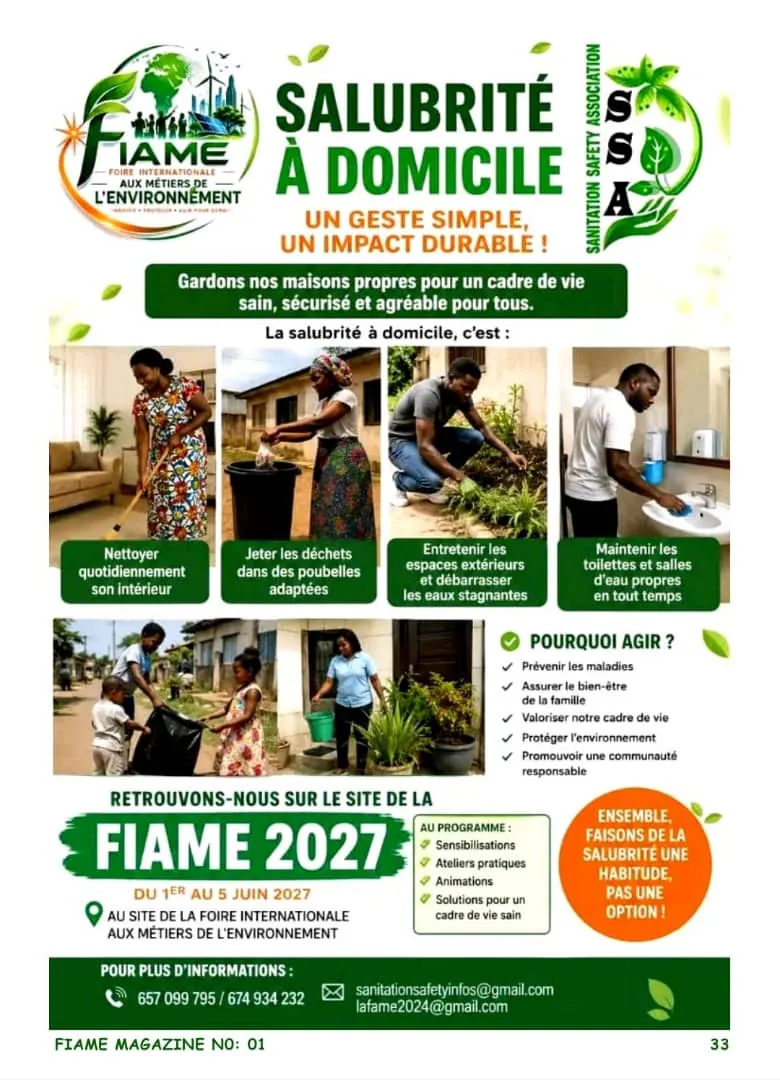 FIAME
FOIRE INTERNATIONALE
AUX MÉTIERS DE
L'ENVIRONNEMENT
SALUBRITÉ
À DOMICILE
UN GESTE SIMPLE,
UN IMPACT DURABLE !
SANITATION SAFETY ASSOCIATION
SSA
Gardons nos maisons propres pour un cadre de vie
sain, sécurisé et agréable pour tous.
La salubrité à domicile, c'est :
Nettoyer
quotidiennement
son intérieur
Jeter les déchets
dans des poubelles
adaptées
Entretenir les
espaces extérieurs
et débarrasser
les eaux stagnantes
Maintenir les
toilettes et salles
d'eau propres
en tout temps
POURQUOI AGIR ?
Prévenir les maladies
Assurer le bien-être
de la famille
Valoriser notre cadre de vie
Protéger l'environnement
Promouvoir une communauté
responsable
RETROUVONS-NOUS SUR LE SITE DE LA
FIAME 2027
DU 1ER AU 5 JUIN 2027
AU SITE DE LA FOIRE INTERNATIONALE
AUX MÉTIERS DE L'ENVIRONNEMENT
AU PROGRAMME :
Sensibilisations
Ateliers pratiques
Animations
Solutions pour un
cadre de vie sain
ENSEMBLE,
FAISONS DE LA
SALUBRITÉ UNE
HABITUDE,
PAS UNE
OPTION !
POUR PLUS D'INFORMATIONS :
657 099 795 / 674 934 232
sanitationsafetyinfos@gmail.com
lafame2024@gmail.com
FIAME MAGAZINE N0: 01
33